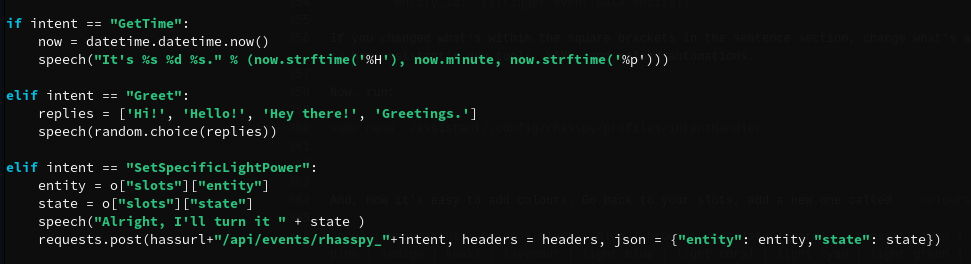 if intent == "GetTime":
    now = datetime.datetime.now()
    speech("It's %s %d %s." % (now.strftime('%H'), now.minute, now.strftime('%p')))
elif intent == "Greet":
    replies = ['Hi!', 'Hello!', 'Hey there!', 'Greetings.']
    speech(random.choice(replies))
elif intent == "SetSpecificLightPower":
    entity = o["slots"]["entity"]
    state = o["slots"]["state"]
    speech("Alright, I'll turn it " + state )
    requests.post(hassurl+"/api/events/rhasspy_"+intent, headers = headers, json = {"entity": entity,"state": state})